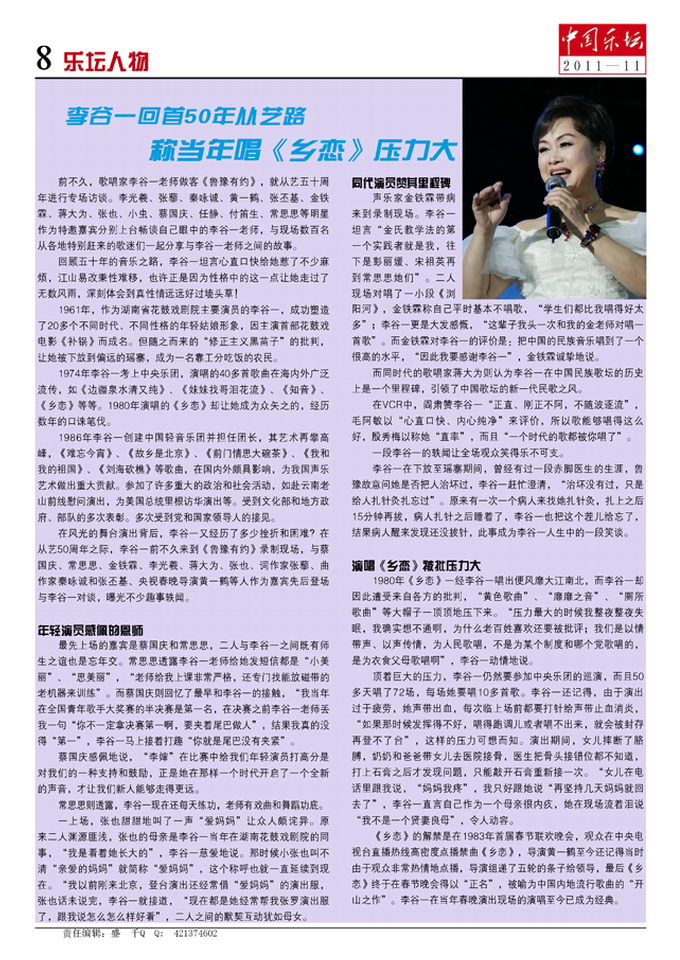 8 乐坛人物
中国乐坛
2011—11
李谷一回首50年从艺路
称当年唱《乡恋》压力大
前不久，歌唱家李谷一老师做客《鲁豫有约》，就从艺五十周
年进行专场访谈。李光羲、张藜、秦咏诚、黄一鹤、张丕基、金铁
霖、蒋大为、张也、小虫、蔡国庆、任静、付笛生、常思思等明星
作为特邀嘉宾分别上台畅谈自己眼中的李谷一老师，与现场数百名
从各地特别赶来的歌迷们一起分享与李谷一老师之间的故事。
回顾五十年的音乐之路，李谷一坦言心直口快给她惹了不少麻
烦，江山易改秉性难移，也许正是因为性格中的这一点让她走过了
无数风雨，深刻体会到真性情远远好过墙头草！
1961年，作为湖南省花鼓戏剧院主要演员的李谷一，成功塑造
了20多个不同时代、不同性格的年轻姑娘形象，因主演首部花鼓戏
电影《补锅》而成名。但随之而来的“修正主义黑苗子”的批判，
让她被下放到偏远的瑶寨，成为一名靠工分吃饭的农民。
1974年李谷一考上中央乐团，演唱的40多首歌曲在海内外广泛
流传，如《边疆泉水清又纯》、《妹妹找哥泪花流》、《知音》、
《乡恋》等等。1980年演唱的《乡恋》却让她成为众矢之的，经历
数年的口诛笔伐。
1986年李谷一创建中国轻音乐团并担任团长，其艺术再攀高
峰，《难忘今宵》、《故乡是北京》、《前门情思大碗茶》、《我和
我的祖国》、《刘海砍樵》等歌曲，在国内外颇具影响，为我国声乐
艺术做出重大贡献。参加了许多重大的政治和社会活动，如赴云南老
山前线慰问演出，为美国总统里根访华演出等。受到文化部和地方政
府、部队的多次表彰。多次受到党和国家领导人的接见。
在风光的舞台演出背后，李谷一又经历了多少挫折和困难？在
从艺50周年之际，李谷一前不久来到《鲁豫有约》录制现场，与蔡
国庆、常思思、金铁霖、李光羲、蒋大为、张也、词作家张藜、曲
作家秦咏诚和张丕基、央视春晚导演黄一鹤等人作为嘉宾先后登场
与李谷一对谈，曝光不少趣事轶闻。
年轻演员感佩的恩师
最先上场的嘉宾是蔡国庆和常思思，二人与李谷一之间既有师
生之谊也是忘年交。常思思透露李谷一老师给她发短信都是“小美
丽”、“思美丽”，“老师给我上课非常严格，还专门找能放磁带的
老机器来训练”。而蔡国庆则回忆了最早和李谷一的接触，“我当年
在全国青年歌手大奖赛的半决赛是第一名，在决赛之前李谷一老师丢
我一句“你不一定拿决赛第一啊，要夹着尾巴做人”，结果我真的没
得“第一”，李谷一马上接着打趣“你就是尾巴没有夹紧”。
蔡国庆感佩地说，“李婶”在比赛中给我们年轻演员打高分是
对我们的一种支持和鼓励，正是她在那样一个时代开启了一个全新
的声音，才让我们新人能够走得更远。
常思思则透露，李谷一现在还每天练功，老师有戏曲和舞蹈功底。
一上场，张也甜甜地叫了一声“爱妈妈”让众人颇诧异。原
来二人渊源匪浅，张也的母亲是李谷一当年在湖南花鼓戏剧院的同
事，“我是看着她长大的”，李谷一慈爱地说。那时候小张也叫不
清“亲爱的妈妈”就简称“爱妈妈”，这个称呼也就一直延续到现
在。“我以前刚来北京，登台演出还经常借“爱妈妈”的演出服，
张也话未说完，李谷一就接道，“现在都是她经常帮我张罗演出服
了，跟我说怎么怎么样好看”，二人之间的默契互动犹如母女。
同代演员赞其里程碑
声乐家金铁霖带病
来到录制现场。李谷一
坦言“金氏教学法的第
一个实践者就是我，往
下是彭丽媛、宋祖英再
到常思思她们”。二人
现场对唱了一小段《浏
阳河》，金铁霖称自己平时基本不唱歌，“学生们都比我唱得好太
多”；李谷一更是大发感慨，“这辈子我头一次和我的金老师对唱一
首歌”。而金铁霖对李谷一的评价是：把中国的民族音乐唱到了一个
很高的水平，“因此我要感谢李谷一”，金铁霖诚挚地说。
而同时代的歌唱家蒋大为则认为李谷一在中国民族歌坛的历史
上是一个里程碑，引领了中国歌坛的新一代民歌之风。
在VCR中，阎肃赞李谷一“正直、刚正不阿，不随波逐流”，
毛阿敏以“心直口快、内心纯净”来评价，所以歌能够唱得这么
好，殷秀梅以称她“直率”，而且“一个时代的歌都被你唱了”。
一段李谷一的轶闻让全场观众笑得乐不可支。
李谷一在下放至瑶寨期间，曾经有过一段赤脚医生的生涯，鲁
豫故意问她是否把人治坏过，李谷一赶忙澄清，“治坏没有过，只是
给人扎针灸扎忘过”。原来有一次一个病人来找她扎针灸，扎上之后
15分钟再拔，病人扎针之后睡着了，李谷一也把这个茬儿给忘了，
结果病人醒来发现还没拔针，此事成为李谷一人生中的一段笑谈。
演唱《乡恋》被批压力大
1980年《乡恋》一经李谷一唱出便风靡大江南北，而李谷一却
因此遭受来自各方的批判，“黄色歌曲”、“靡靡之音”、“厕所
歌曲”等大帽子一顶顶地压下来。“压力最大的时候我整夜整夜失
眠，我确实想不通啊，为什么老百姓喜欢还要被批评；我们是以情
带声、以声传情，为人民歌唱，不是为某个制度和哪个党歌唱的，
是为衣食父母歌唱啊”，李谷一动情地说。
顶着巨大的压力，李谷一仍然要参加中央乐团的巡演，而且50
多天唱了72场，每场她要唱10多首歌。李谷一还记得，由于演出
过于疲劳，她声带出血，每次临上场前都要打针给声带止血消炎，
“如果那时候发挥得不好，唱得跑调儿或者唱不出来，就会被封存
再登不了台”，这样的压力可想而知。演出期间，女儿摔断了胳
膊，奶奶和爸爸带女儿去医院接骨，医生把骨头接错位都不知道，
打上石膏之后才发现问题，只能敲开石膏重新接一次。“女儿在电
话里跟我说，“妈妈我疼”，我只好跟她说“再坚持几天妈妈就回
去了”，李谷一直言自己作为一个母亲很内疚，她在现场流着泪说
“我不是一个贤妻良母”，令人动容。
《乡恋》的解禁是在1983年首届春节联欢晚会，观众在中央电
视台直播热线高密度点播禁曲《乡恋》，导演黄一鹤至今还记得当时
由于观众非常热情地点播，导演组递了五轮的条子给领导，最后《乡
恋》终于在春节晚会得以“正名”，被喻为中国内地流行歌曲的“开
山之作”。李谷一在当年春晚演出现场的演唱至今已成为经典。
责任编辑：盛 千Q Q: 421374602